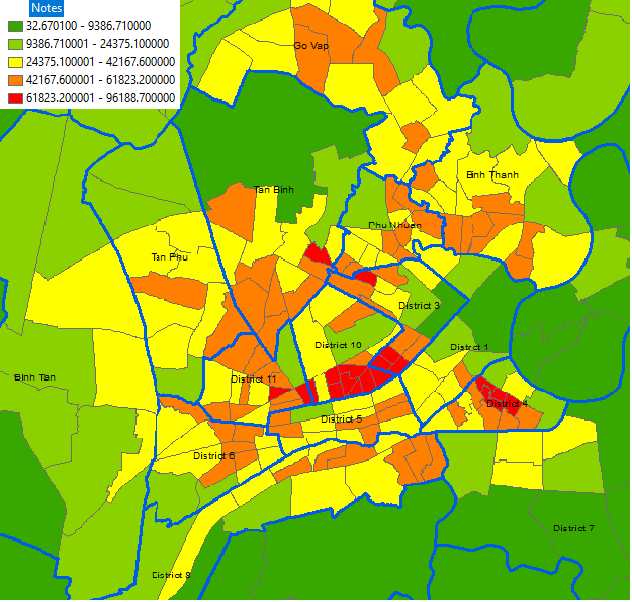 Notes
32.670100 - 9386.710000
9386.710001 - 24375.100000
24375.100001 - 42167.600000
42167.600001 - 61823.200000
61823.200001 - 96188.700000
Go Vap
Binh Thanh
Tan Binh
Phu Nhuan
Tan Phu
District 3
District 10
District 1
Binh Tan
District 11
District 4
District 5
District 6
District 7
District 8